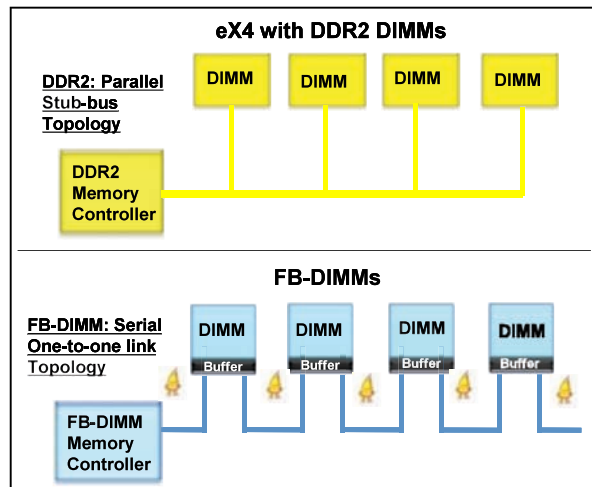 eX4 with DDR2 DIMMs
DDR2: Parallel
Stub-bus
Topology
DIMM
DIMM
DIMM
DIMM
DDR2
Memory
Controller
FB-DIMMs
FB-DIMM: Serial
One-to-one link
Topology
DIMM
Buffer
DIMM
Buffer
DIMM
Buffer
DIMM
Buffer
FB-DIMM
Memory
Controller